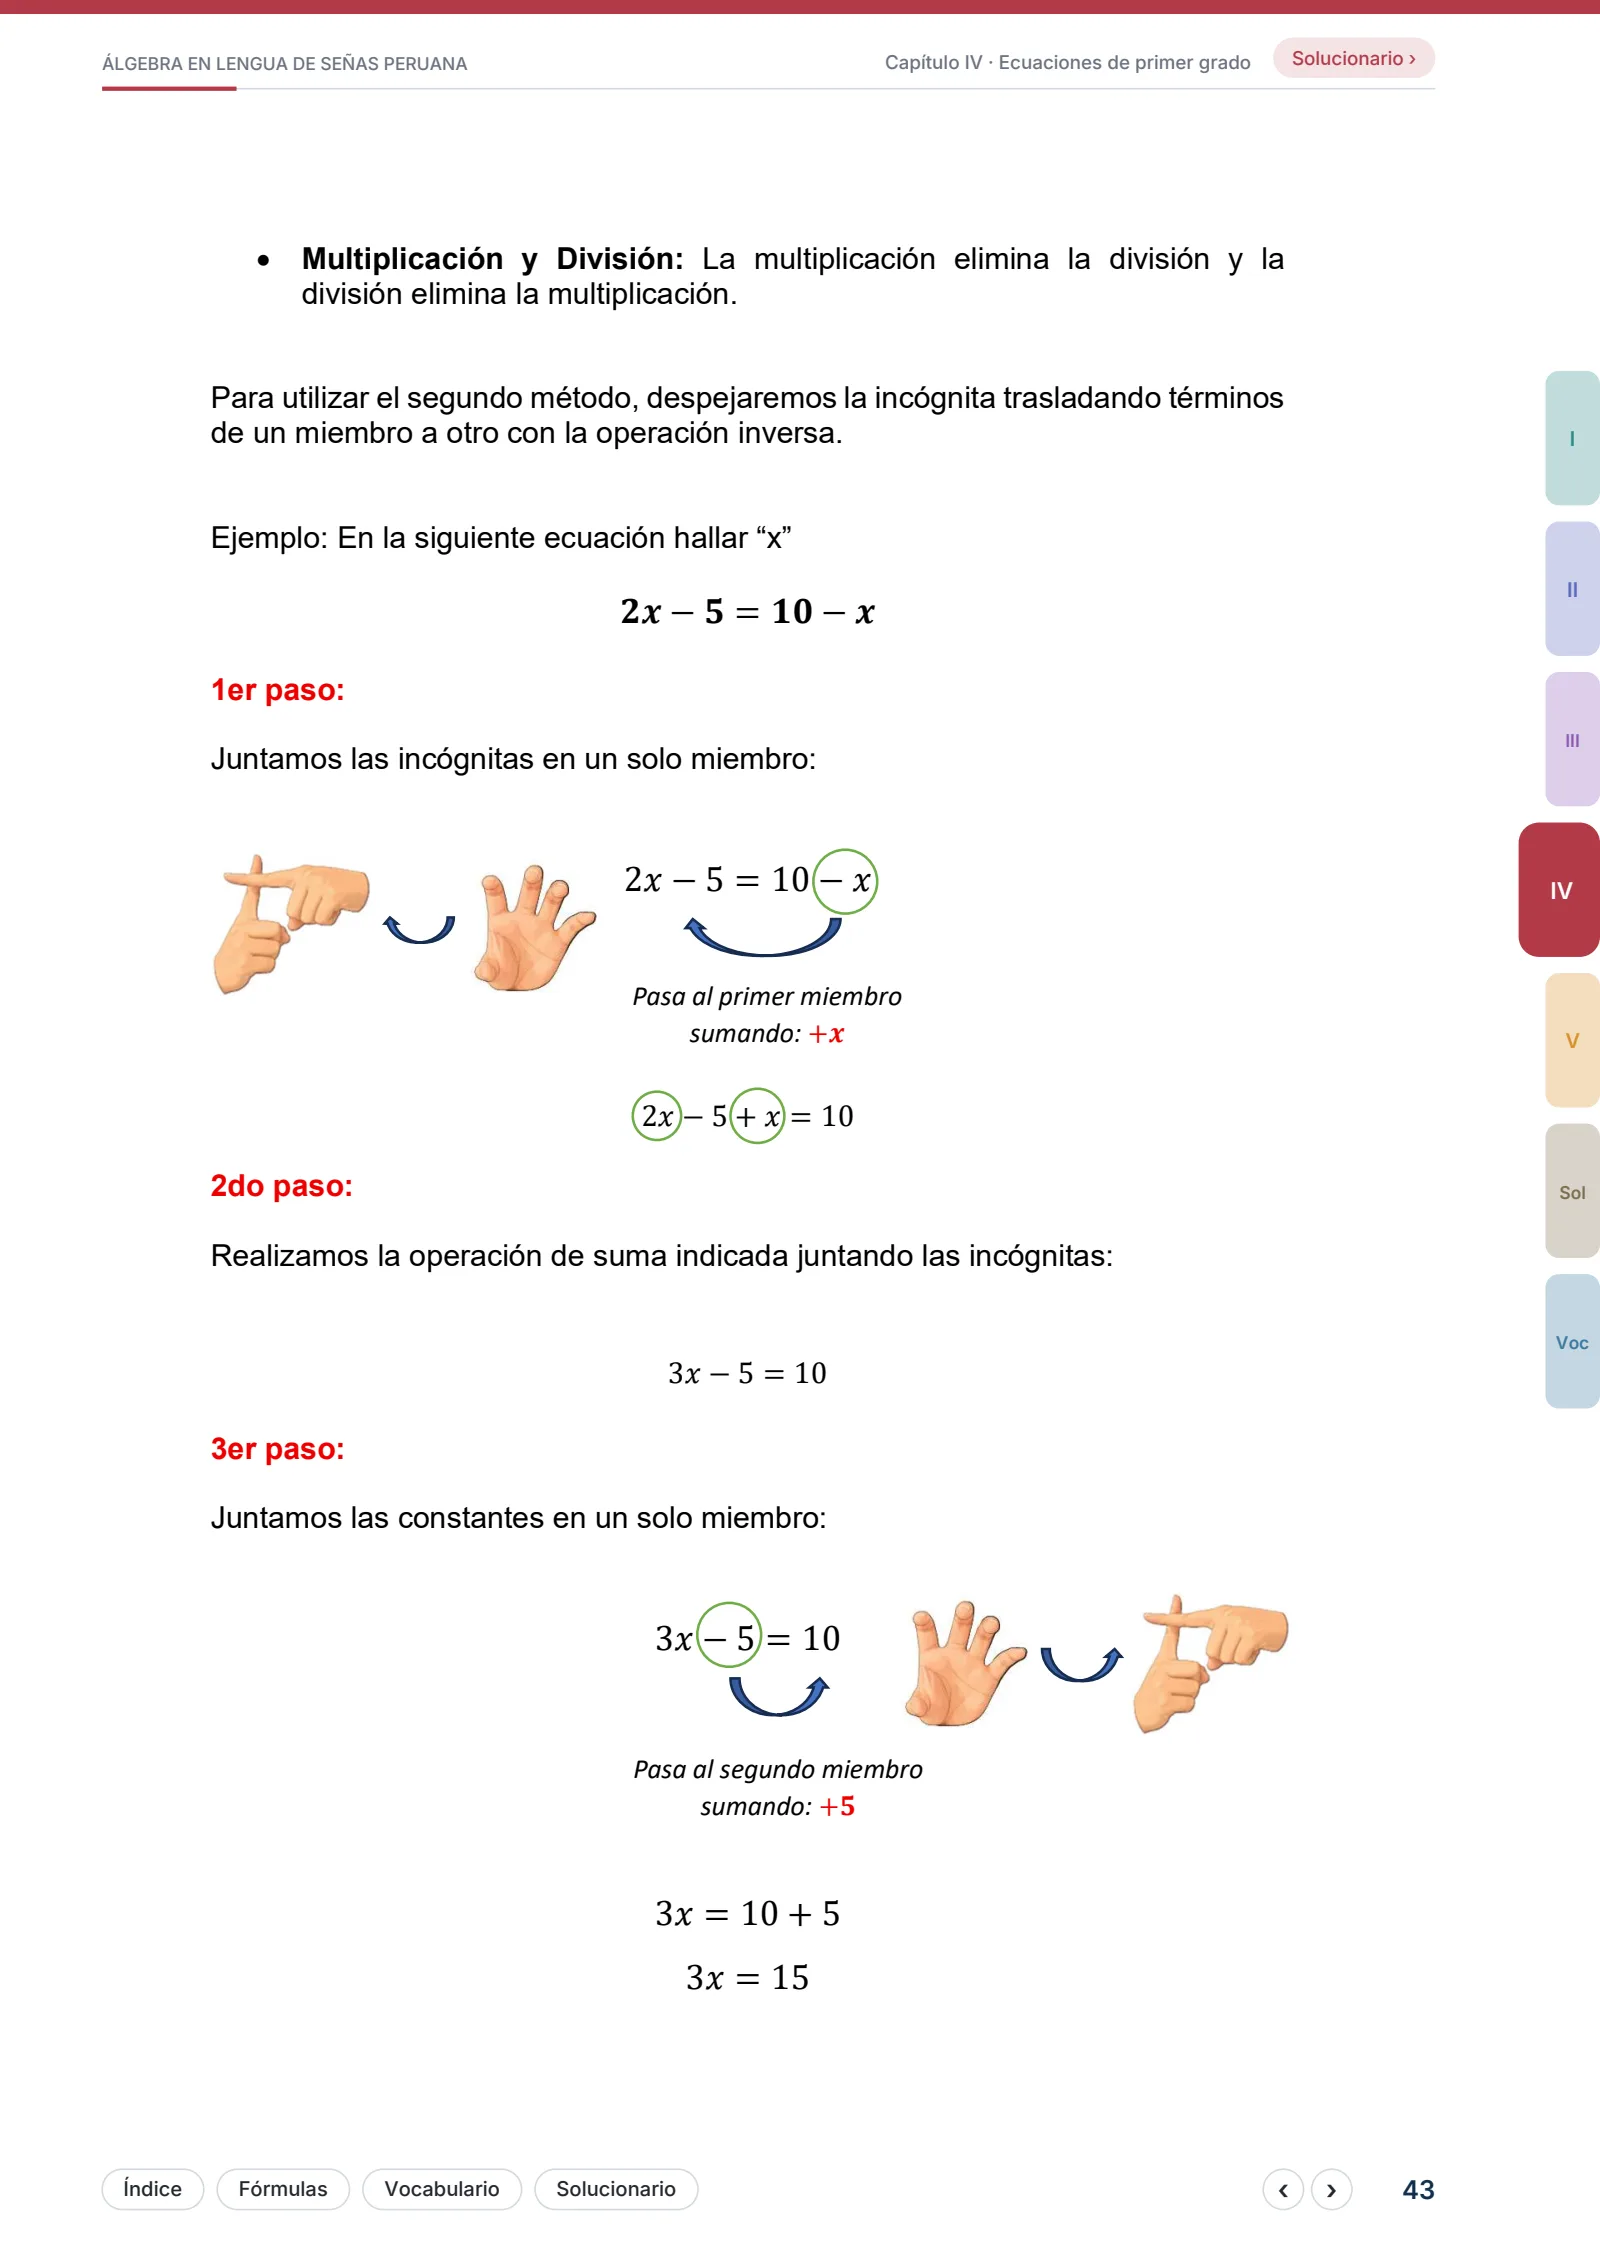 ÁLGEBRA EN LENGUA DE SEÑAS PERUANA
Capítulo IV · Ecuaciones de primer grado
Solucionario ›
• Multiplicación y División: La multiplicación elimina la división y la
división elimina la multiplicación.
Para utilizar el segundo método, despejaremos la incógnita trasladando términos
de un miembro a otro con la operación inversa.
Ejemplo: En la siguiente ecuación hallar “x”
2x − 5 = 10 − x
1er paso:
Juntamos las incógnitas en un solo miembro:
2x − 5 = 10 − x
Pasa al primer miembro
sumando: +x
2x − 5 + x = 10
2do paso:
Realizamos la operación de suma indicada juntando las incógnitas:
3x − 5 = 10
3er paso:
Juntamos las constantes en un solo miembro:
3x − 5 = 10
Pasa al segundo miembro
sumando: +5
3x = 10 + 5
3x = 15
I
II
III
IV
V
Sol
Voc
Índice
Fórmulas
Vocabulario
Solucionario
‹
›
43